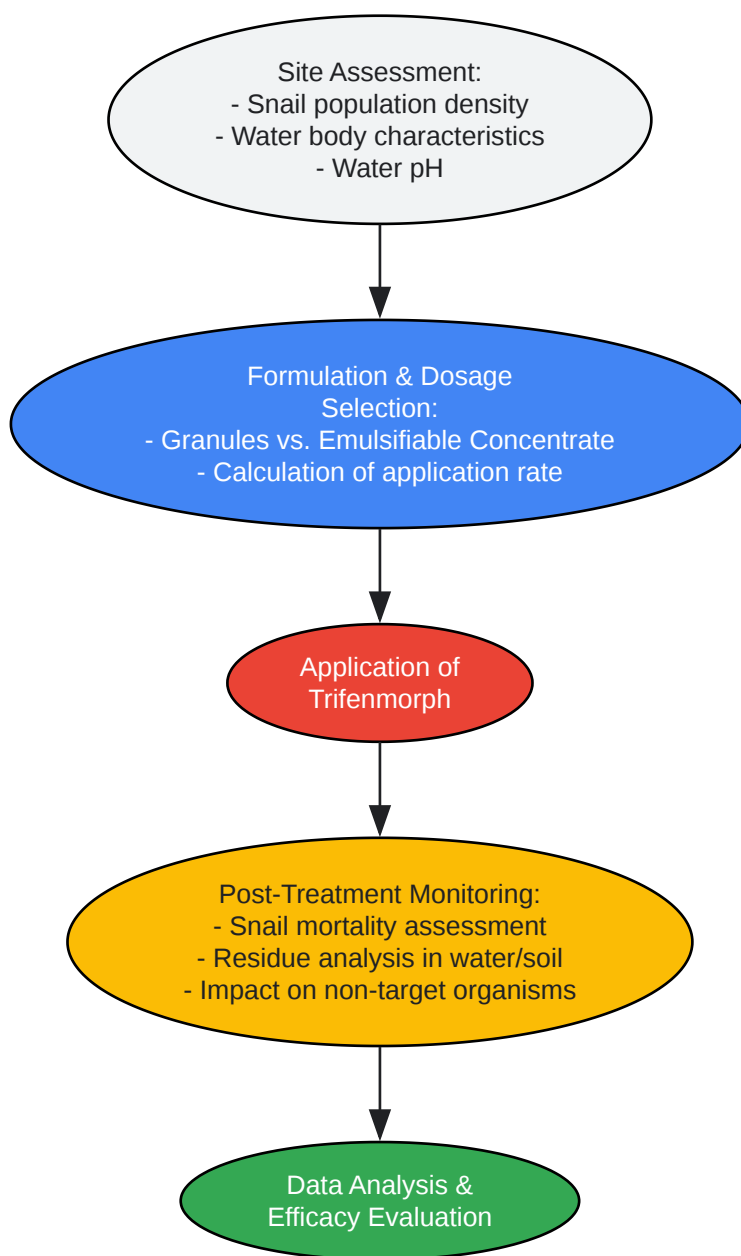 Site Assessment:
- Snail population density
- Water body characteristics
- Water pH
Formulation & Dosage
Selection:
- Granules vs. Emulsifiable Concentrate
- Calculation of application rate
Application of
Trifenmorph
Post-Treatment Monitoring:
- Snail mortality assessment
- Residue analysis in water/soil
- Impact on non-target organisms
Data Analysis &
Efficacy Evaluation